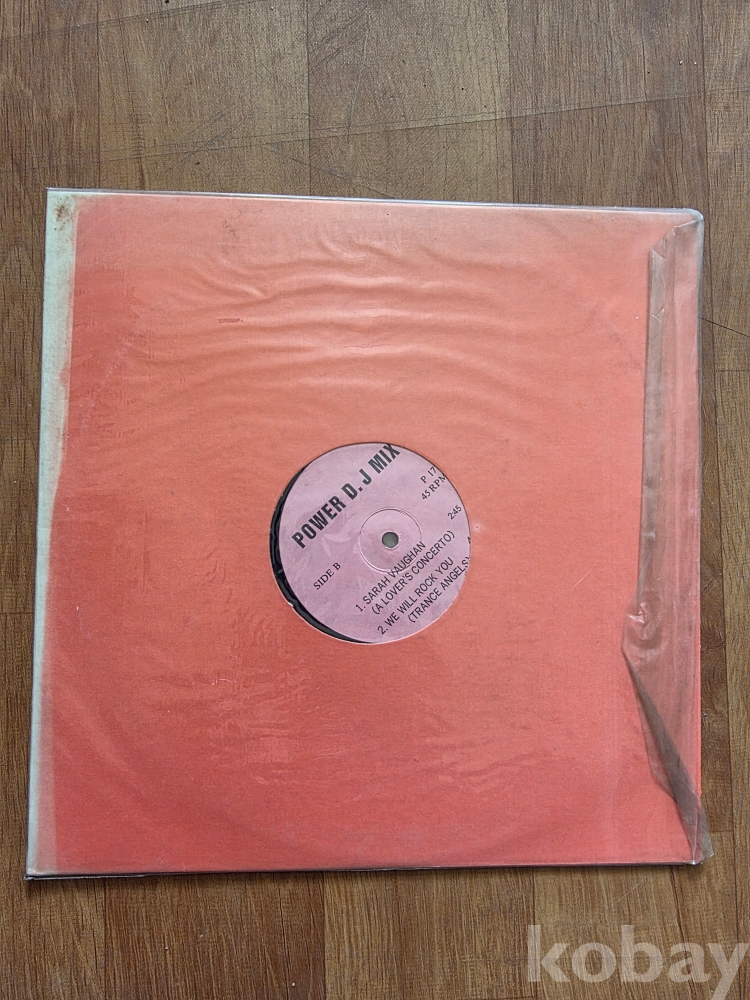 POWER D.J MIX
P 17
45 RPM
SIDE B
245
1. SARAH VAUGHAN
(A LOVER'S CONCERTO)
2. WE WILL ROCK YOU
(TRANCE ANGELS)
kobay